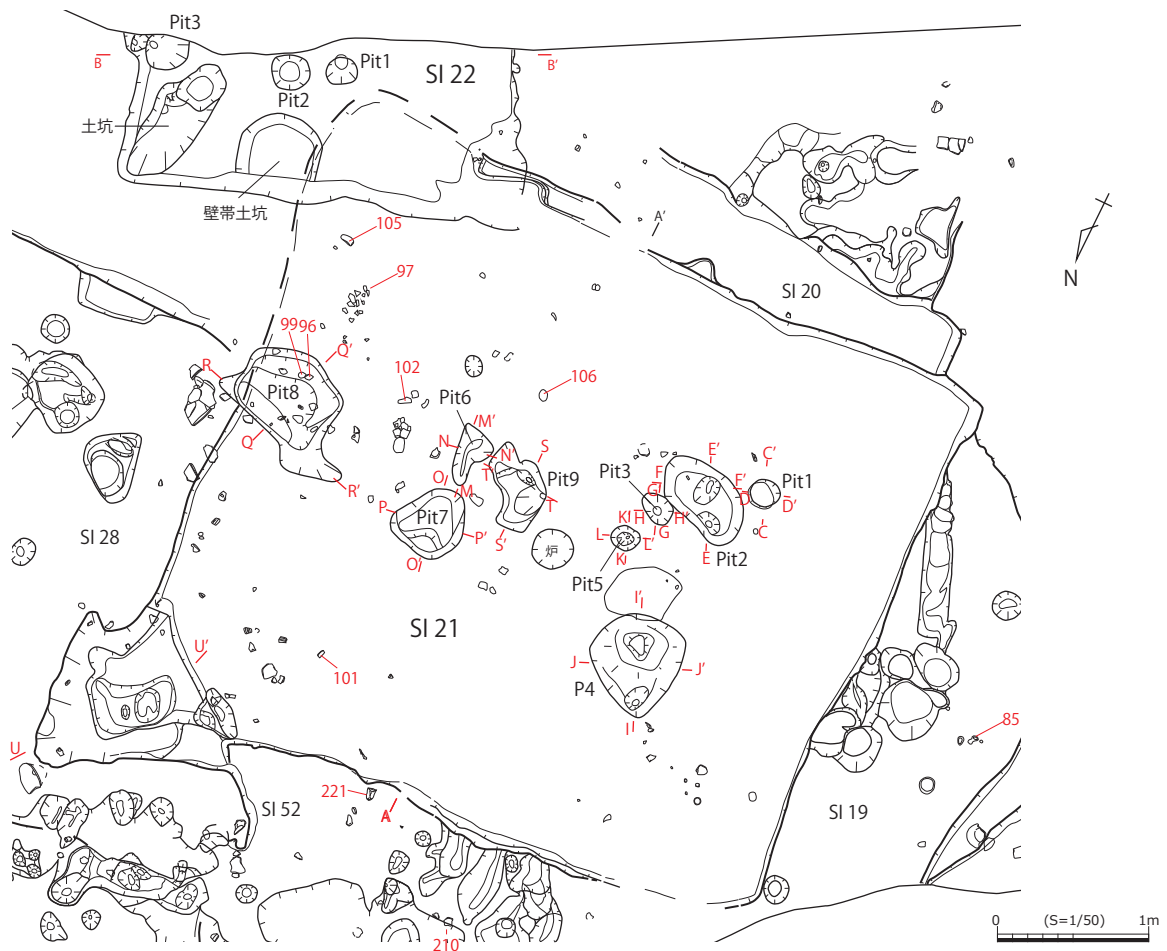 Pit3
B
Pit2
Pit1
SI 22
B'
土坑
壁帯土坑
105
A'
97
SI 20
N
99 96
Q'
R
Pit8
102
106
Pit6
M'
Q
N
N'
S
T'
Pit9
T
R'
O'
M
P
Pit7
P'
S'
O
炉
E'
C'
Pit3
F
G'
F'
D
Pit1
D'
K'
H
H'
L
L'
G
C
K
E
Pit2
Pit5
SI 28
SI 21
I'
U'
J
J'
101
P4
I
U
85
SI 52
221
A
SI 19
210
0
(S=1/50)
1m